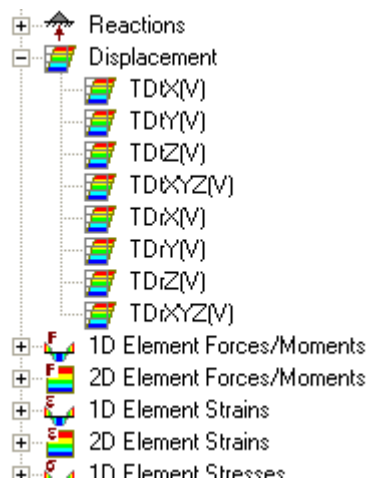 Reactions
Displacement
TDtX(V)
TDtY(V)
TDtZ(V)
TDtXYZ(V)
TDrX(V)
TDrY(V)
TDrZ(V)
TDrXYZ(V)
1D Element Forces/Moments
2D Element Forces/Moments
1D Element Strains
2D Element Strains
1D Element Stresses